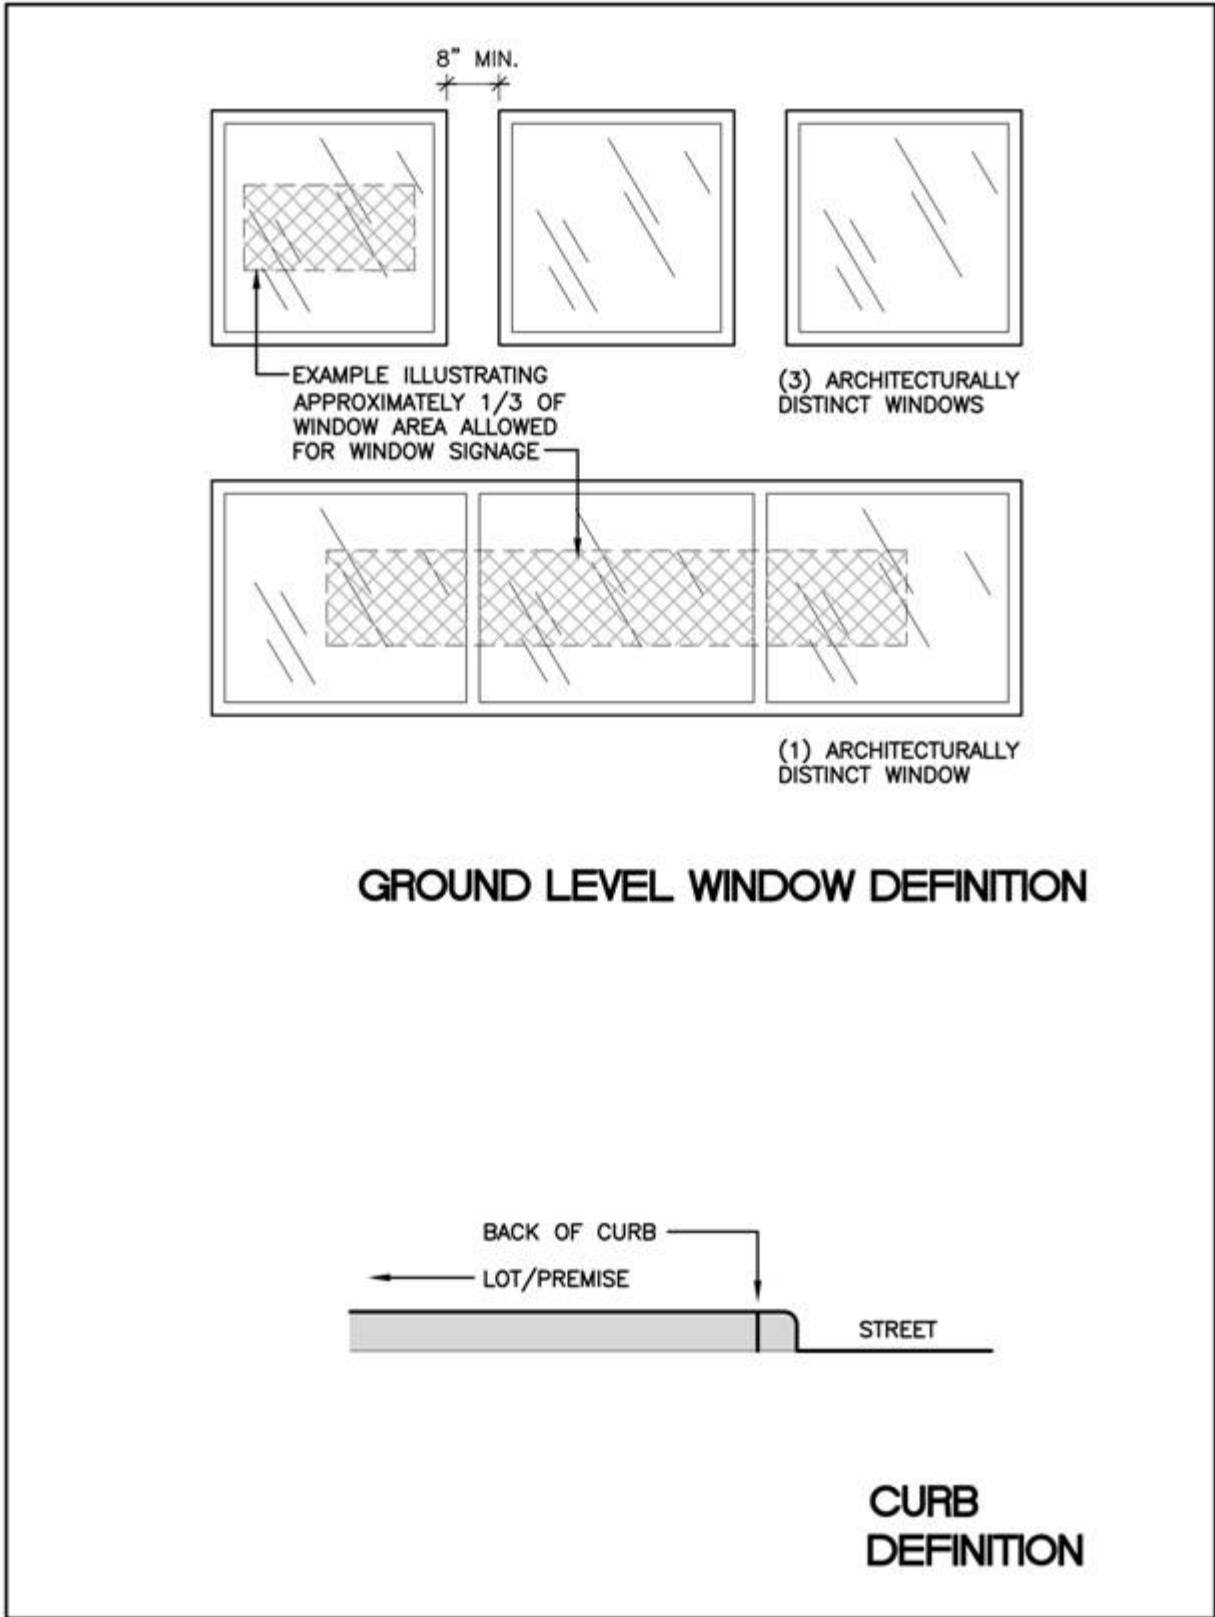 8" MIN.
EXAMPLE ILLUSTRATING
APPROXIMATELY 1/3 OF
WINDOW AREA ALLOWED
FOR WINDOW SIGNAGE
(3) ARCHITECTURALLY
DISTINCT WINDOWS
(1) ARCHITECTURALLY
DISTINCT WINDOW
GROUND LEVEL WINDOW DEFINITION
BACK OF CURB
LOT/PREMISE
STREET
CURB
DEFINITION